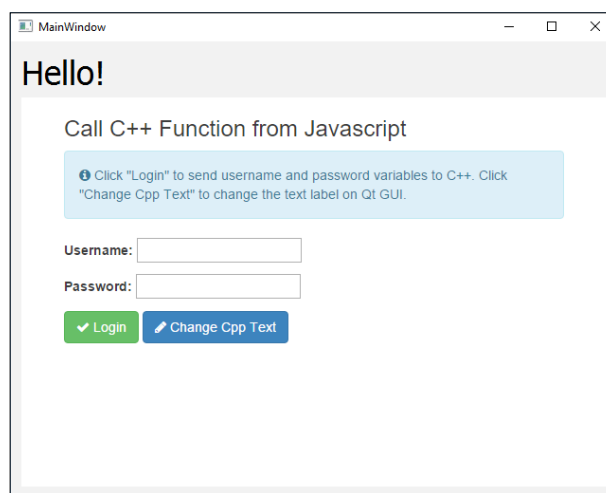 MainWindow
Hello!
Call C++ Function from Javascript
Click "Login" to send username and password variables to C++. Click
"Change Cpp Text" to change the text label on Qt GUI.
Username:
Password:
Login Change Cpp Text